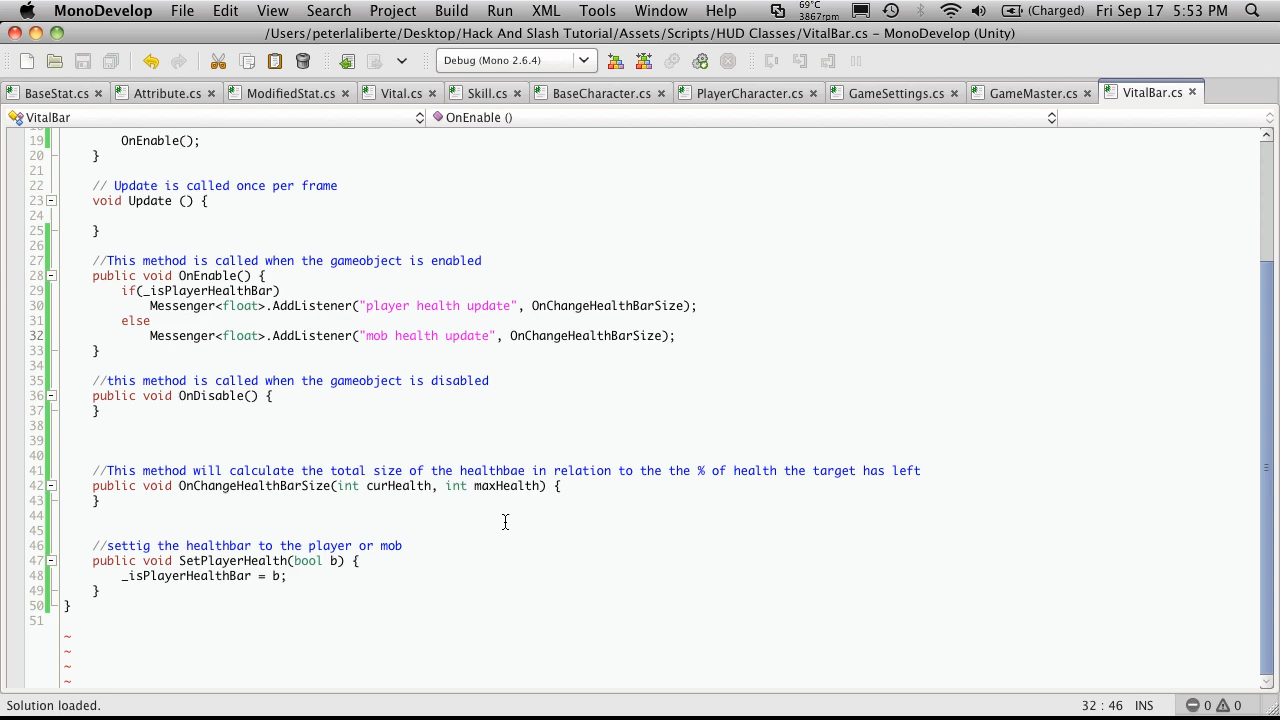 MonoDevelop File Edit View Search Project Build Run XML Tools Window Help 69°C 3867rpm (Charged) Fri Sep 17 5:53 PM
/Users/peterlaliberte/Desktop/Hack And Slash Tutorial/Assets/Scripts/HUD Classes/VitalBar.cs – MonoDevelop (Unity)
Debug (Mono 2.6.4)
BaseStat.cs Attribute.cs ModifiedStat.cs Vital.cs Skill.cs BaseCharacter.cs PlayerCharacter.cs GameSettings.cs GameMaster.cs VitalBar.cs
VitalBar OnEnable ()
18
19 OnEnable();
20 }
21
22 // Update is called once per frame
23 void Update () {
24
25 }
26
27 //This method is called when the gameobject is enabled
28 public void OnEnable() {
29 if(_isPlayerHealthBar)
30 Messenger<float>.AddListener("player health update", OnChangeHealthBarSize);
31 else
32 Messenger<float>.AddListener("mob health update", OnChangeHealthBarSize);
33 }
34
35 //this method is called when the gameobject is disabled
36 public void OnDisable() {
37 }
38
39
40
41 //This method will calculate the total size of the healthbae in relation to the the % of health the target has left
42 public void OnChangeHealthBarSize(int curHealth, int maxHealth) {
43 }
44
45
46 //settig the healthbar to the player or mob
47 public void SetPlayerHealth(bool b) {
48 _isPlayerHealthBar = b;
49 }
50 }
51
~
~
~
~
Solution loaded. 32 : 46 INS 0 0